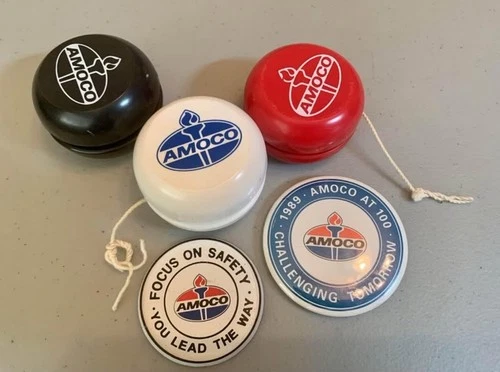 AMOCO
AMOCO
AMOCO
1989 · AMOCO AT 100 ·
CHALLENGING TOMORROW
AMOCO
· FOCUS ON SAFETY ·
YOU LEAD THE WAY
AMOCO